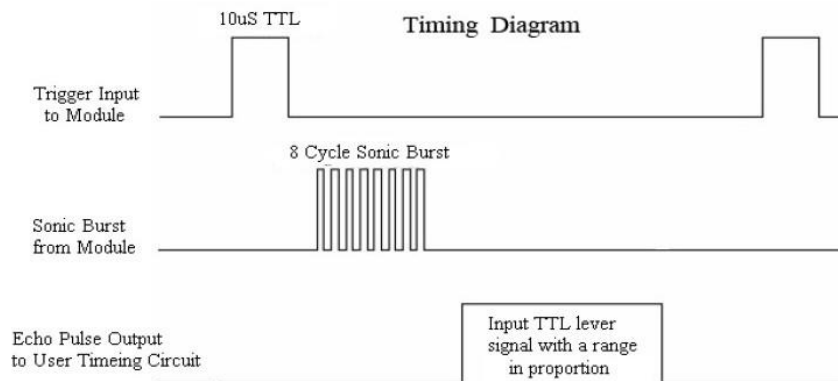 10uS TTL
Timing Diagram
Trigger Input
to Module
8 Cycle Sonic Burst
Sonic Burst
from Module
Echo Pulse Output
to User Timeing Circuit
Input TTL lever
signal with a range
in proportion